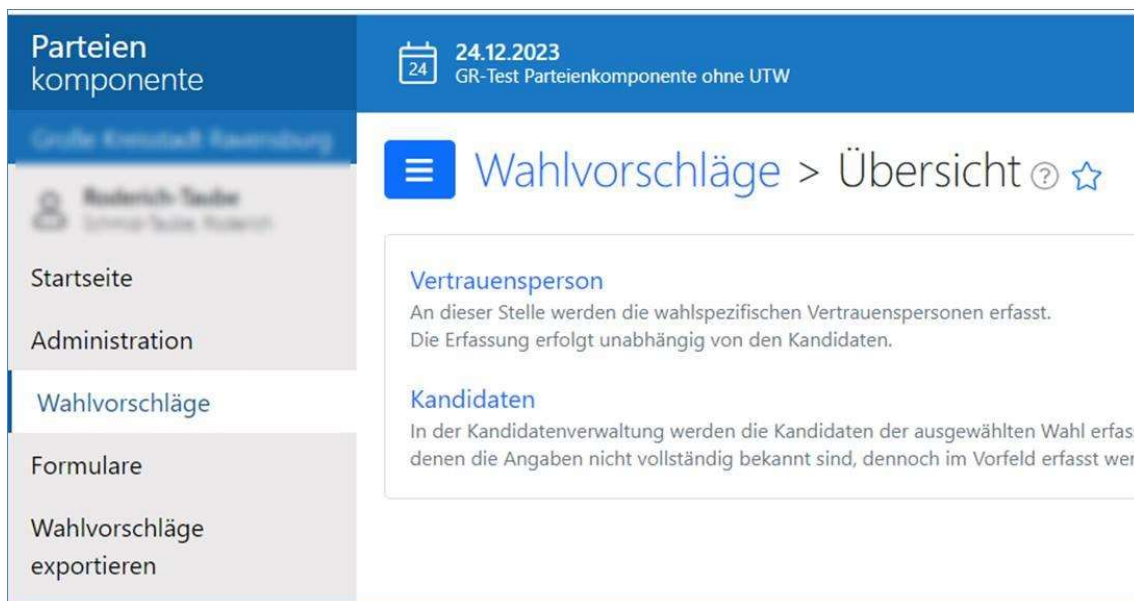 Parteien
komponente
24
24.12.2023
GR-Test Parteienkomponente ohne UTW
Große Kreisstadt Ravensburg
Wahlvorschläge > Übersicht ?
Startseite
Administration
Wahlvorschläge
Formulare
Wahlvorschläge
exportieren
Vertrauensperson
An dieser Stelle werden die wahlspezifischen Vertrauenspersonen erfasst.
Die Erfassung erfolgt unabhängig von den Kandidaten.
Kandidaten
In der Kandidatenverwaltung werden die Kandidaten der ausgewählten Wahl erfas
denen die Angaben nicht vollständig bekannt sind, dennoch im Vorfeld erfasst wer